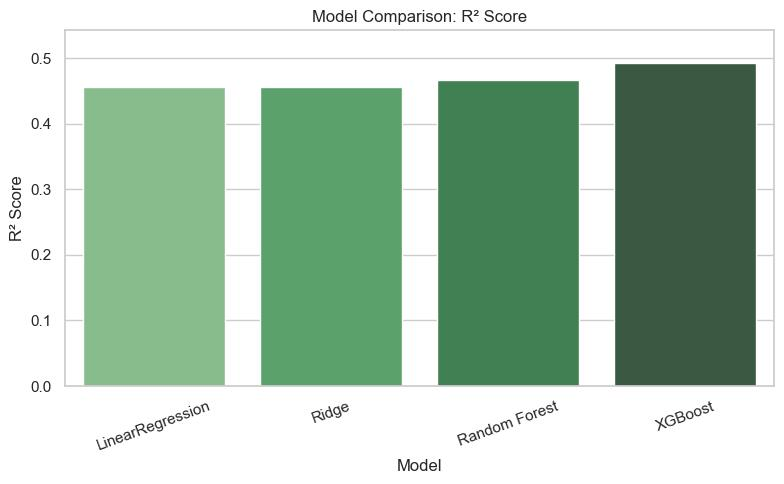 Model Comparison: R² Score
R² Score
0.5
0.4
0.3
0.2
0.1
0.0
LinearRegression
Ridge
Random Forest
XGBoost
Model